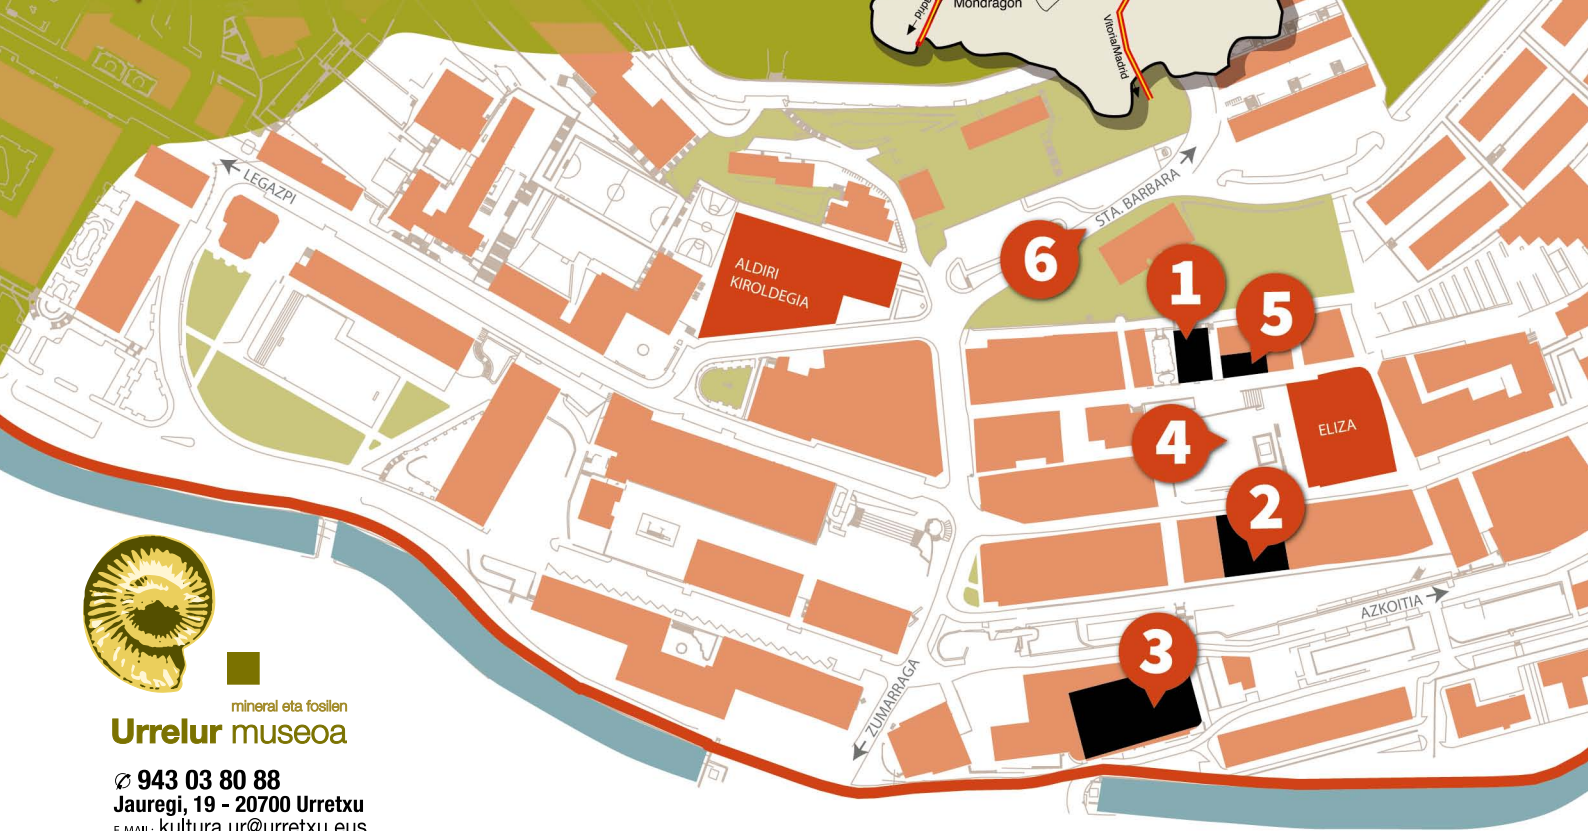 Mondragon
Vitoria/Madrid
LEGAZPI
STA. BARBARA
ALDIRI
KIROLDEGIA
6
1
5
4
ELIZA
2
AZKOITIA
3
ZUMARRAGA
mineral eta fosilen
Urrelur museoa
943 03 80 88
Jauregi, 19 - 20700 Urretxu
E-MAIL: kultura.ur@urretxu.eus